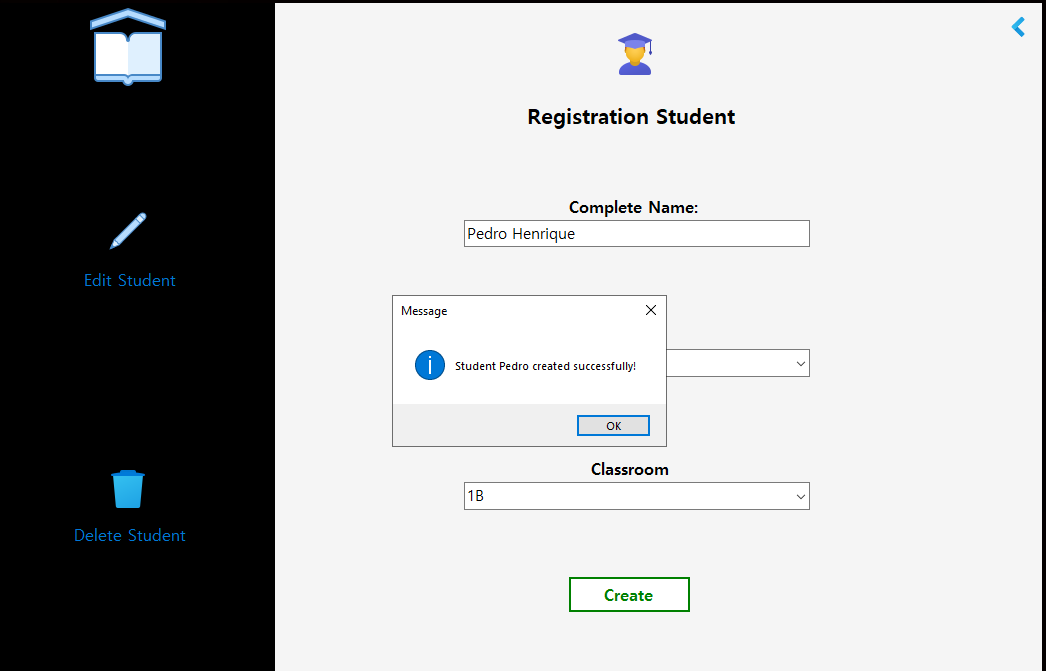 Registration Student
Complete Name:
Pedro Henrique
Edit Student
Message
Student Pedro created successfully!
OK
Classroom
1B
Delete Student
Create